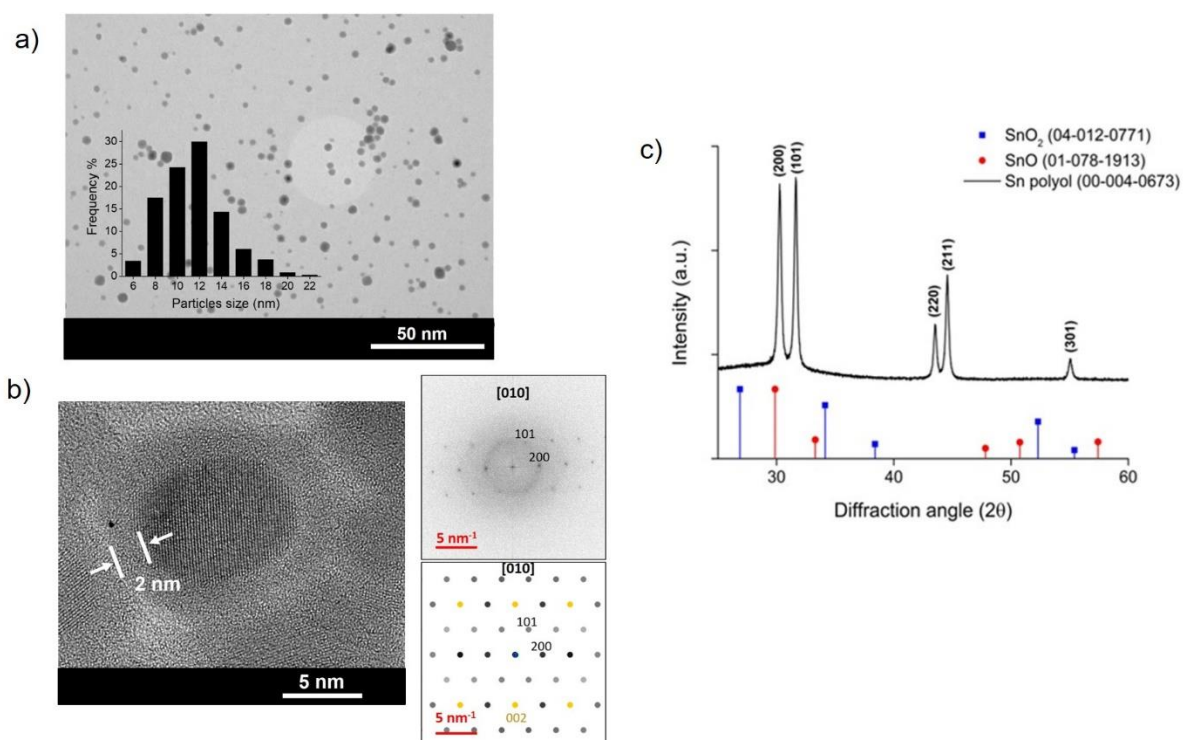 a)
Frequency %
30
25
20
15
10
5
0
6 8 10 12 14 16 18 20 22
Particles size (nm)
50 nm
b)
2 nm
5 nm
[010]
101
200
5 nm⁻¹
[010]
101
200
002
5 nm⁻¹
c)
SnO₂ (04-012-0771)
SnO (01-078-1913)
Sn polyol (00-004-0673)
Intensity (a.u.)
(200)
(101)
(220)
(211)
(301)
30 40 50 60
Diffraction angle (2θ)